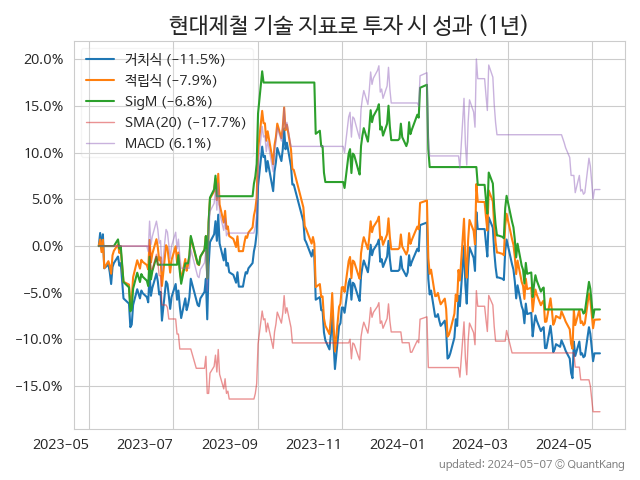 현대제철 기술 지표로 투자 시 성과 (1년)
거치식 (−11.5%)
적립식 (−7.9%)
SigM (−6.8%)
SMA(20) (−17.7%)
MACD (6.1%)
20.0%
15.0%
10.0%
5.0%
0.0%
−5.0%
−10.0%
−15.0%
2023-05 2023-07 2023-09 2023-11 2024-01 2024-03 2024-05
updated: 2024-05-07 © QuantKang